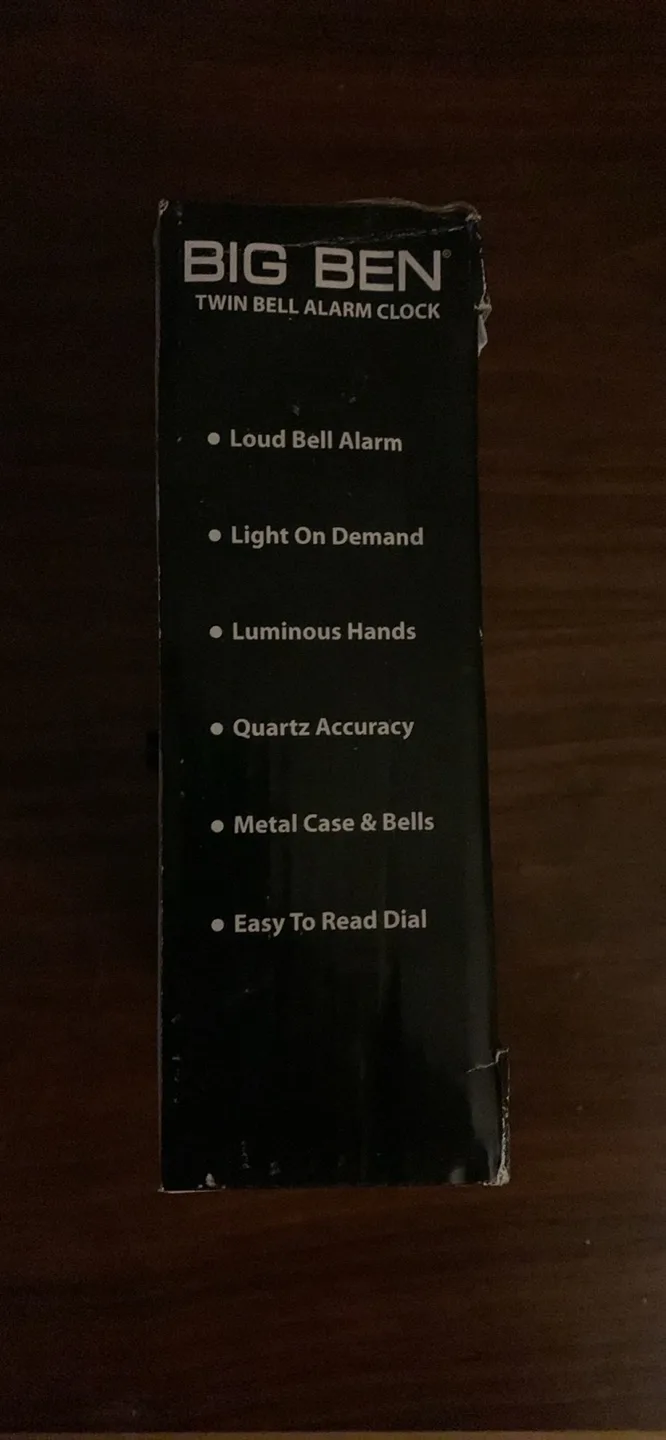 BIG BEN®
TWIN BELL ALARM CLOCK
• Loud Bell Alarm
• Light On Demand
• Luminous Hands
• Quartz Accuracy
• Metal Case & Bells
• Easy To Read Dial